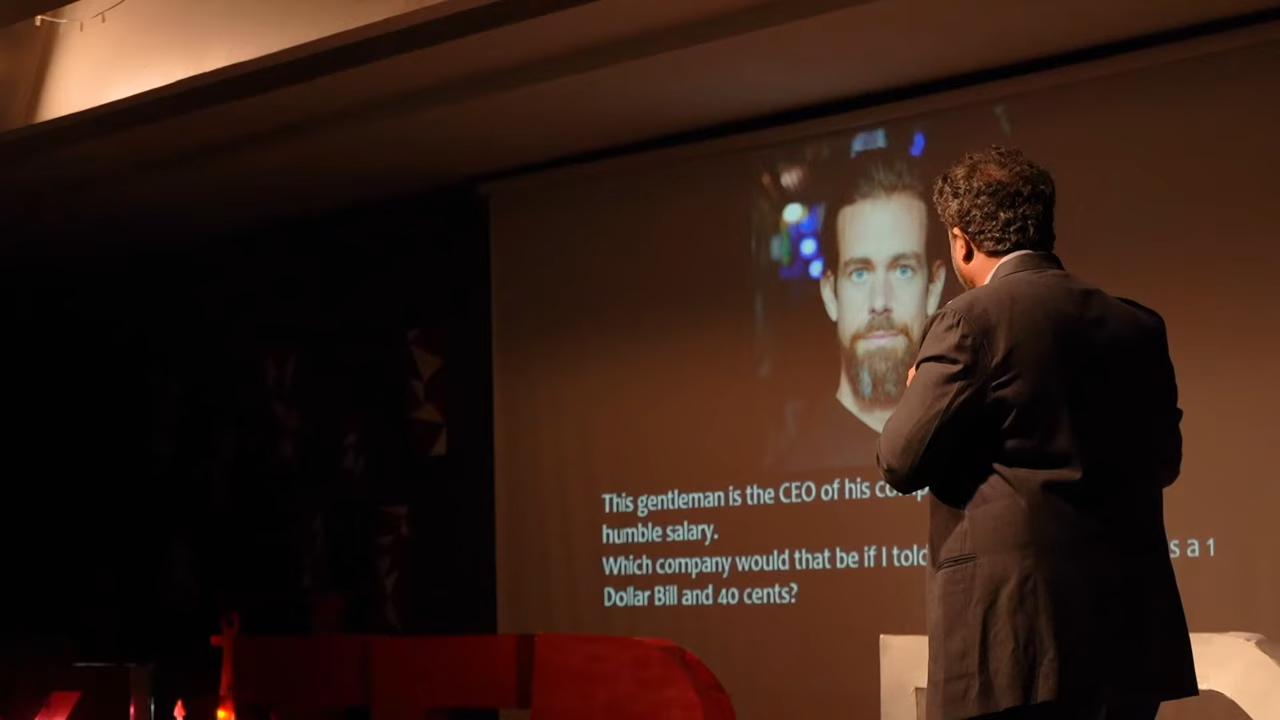 This gentleman is the CEO of his comp
humble salary.
Which company would that be if I told s a 1
Dollar Bill and 40 cents?